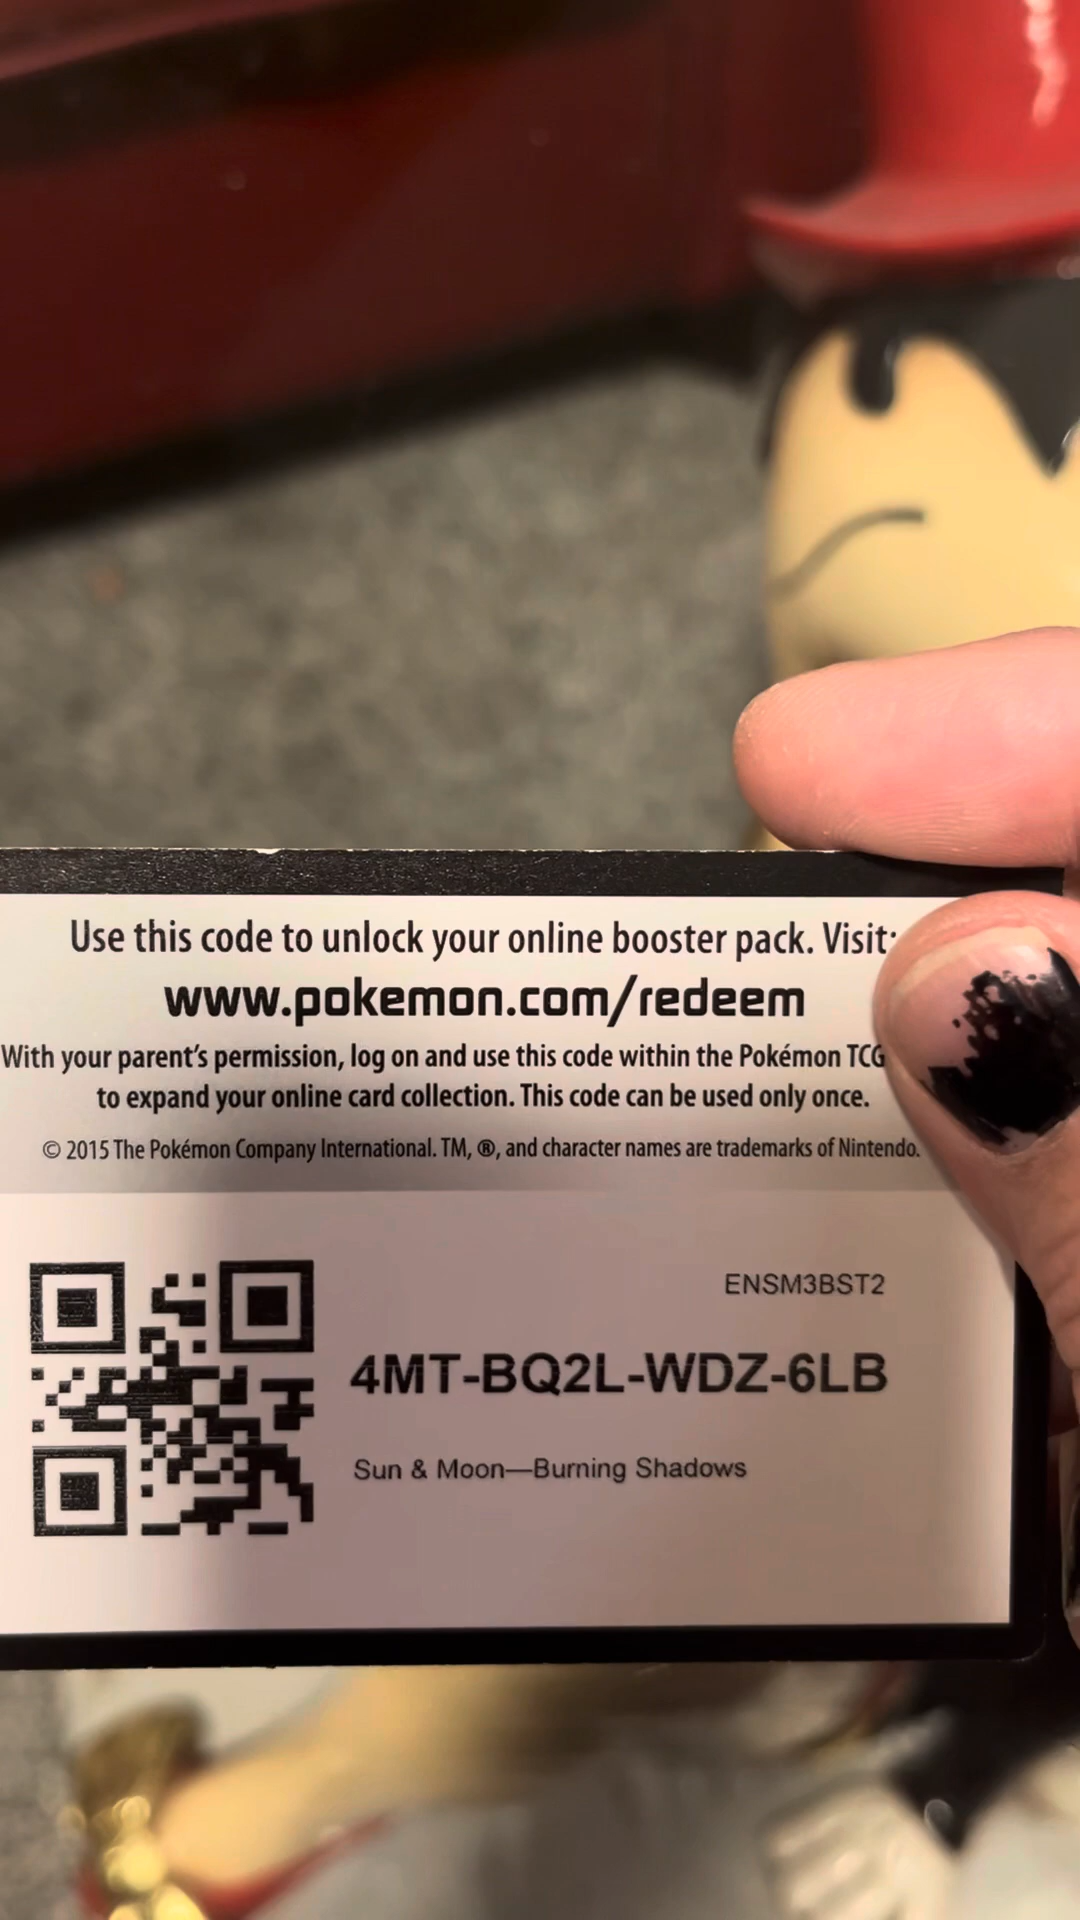 Use this code to unlock your online booster pack. Visit:
www.pokemon.com/redeem
With your parent's permission, log on and use this code within the Pokémon TCG
to expand your online card collection. This code can be used only once.
© 2015 The Pokémon Company International. TM, ®, and character names are trademarks of Nintendo.
ENSM3BST2
4MT-BQ2L-WDZ-6LB
Sun & Moon—Burning Shadows